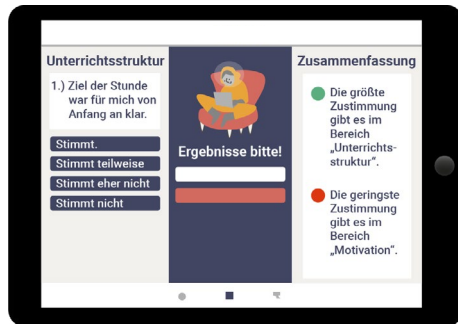 Unterrichtsstruktur
1.) Ziel der Stunde
war für mich von
Anfang an klar.
Stimmt.
Stimmt teilweise
Stimmt eher nicht
Stimmt nicht
Ergebnisse bitte!
Zusammenfassung
Die größte
Zustimmung
gibt es im
Bereich
„Unterrichts-
struktur“.
Die geringste
Zustimmung
gibt es im
Bereich
„Motivation“.